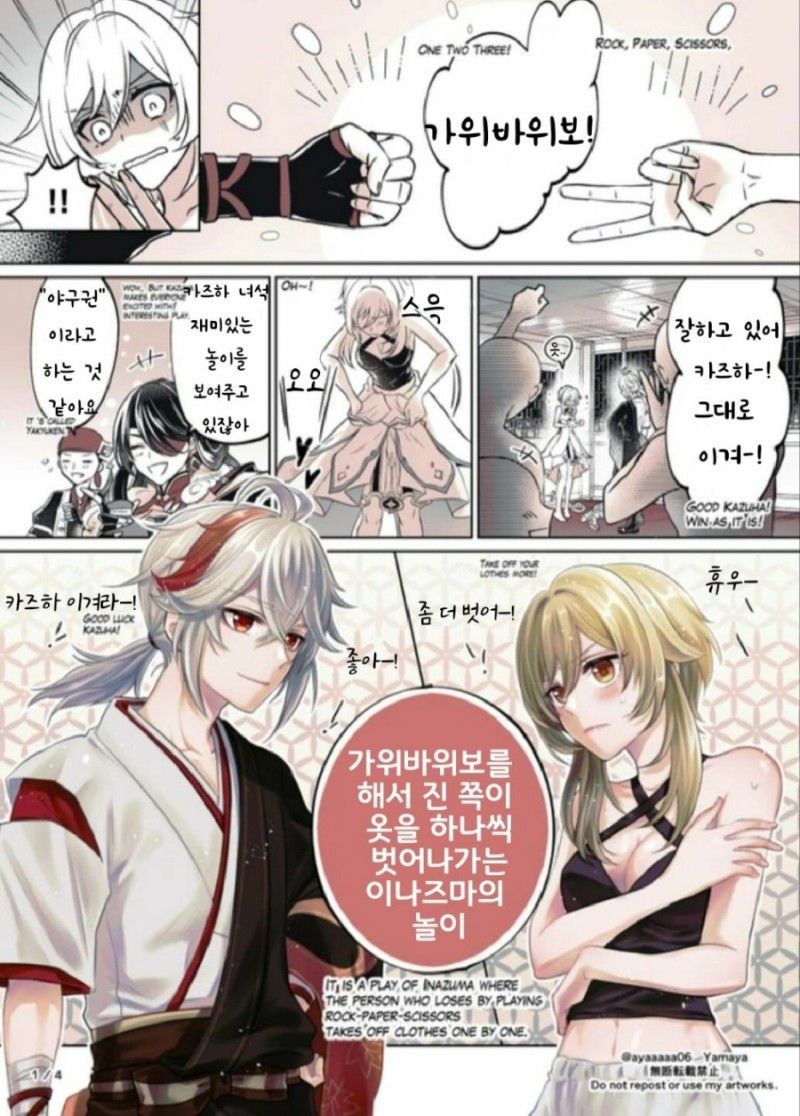 ONE TWO THREE!
ROCK, PAPER, SCISSORS,
가위바위보!
!!
"야구권"
이라고
하는 것
같아요
IT'S CALLED
YAKYUKEN.
WOW, BUT KAZUHA
MAKES EVERYONE
EXCITED WITH
INTERESTING PLAY.
카즈하 녀석
재미있는
놀이를
보여주고
있잖아
OH~!
스윽
오오
읏..
잘하고 있어
카즈하-!
그대로
이겨-!
GOOD KAZUHA!
WIN AS IT IS!
카즈하 이겨라-!
GOOD LUCK
KAZUHA!
좋아-!
TAKE OFF YOUR
LOTHES MORE!
좀 더 벗어-!
휴우-
가위바위보를
해서 진 쪽이
옷을 하나씩
벗어나가는
이나즈마의
놀이
IT IS A PLAY OF INAZUMA WHERE
THE PERSON WHO LOSES BY PLAYING
ROCK-PAPER-SCISSORS
TAKES OFF CLOTHES ONE BY ONE.
1/4
@ayaaaaa06 Yamaya
無断転載禁止
Do not repost or use my artworks.